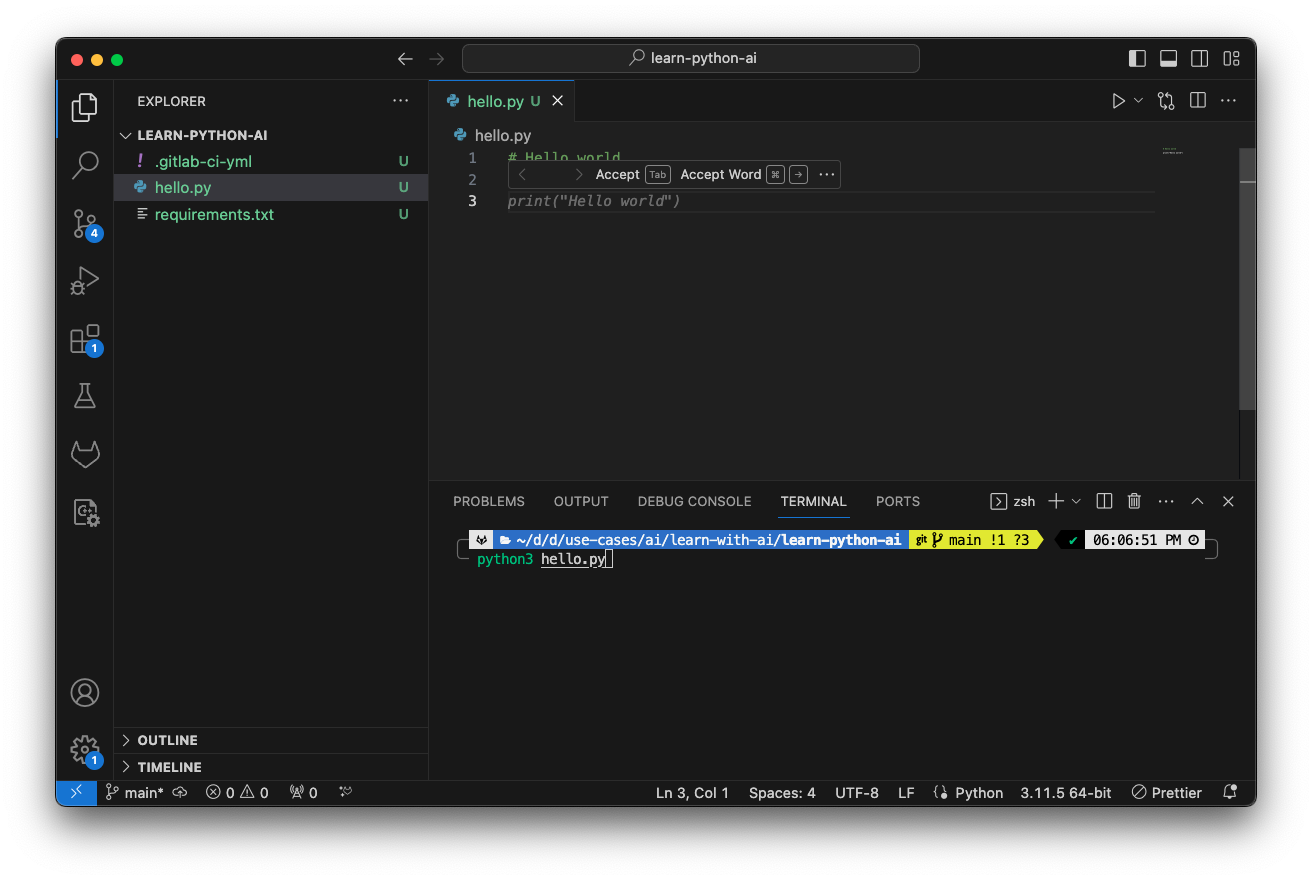 learn-python-ai
EXPLORER
LEARN-PYTHON-AI
! .gitlab-ci-yml U
hello.py U
requirements.txt U
4
1
OUTLINE
1
TIMELINE
hello.py U
hello.py
1 # Hello world
Accept Tab Accept Word ⌘ → ···
2
3 print("Hello world")
PROBLEMS OUTPUT DEBUG CONSOLE TERMINAL PORTS zsh
~/d/d/use-cases/ai/learn-with-ai/learn-python-ai git main !1 ?3 ✔ 06:06:51 PM
python3 hello.py
main* 0 0 0 Ln 3, Col 1 Spaces: 4 UTF-8 LF Python 3.11.5 64-bit Prettier